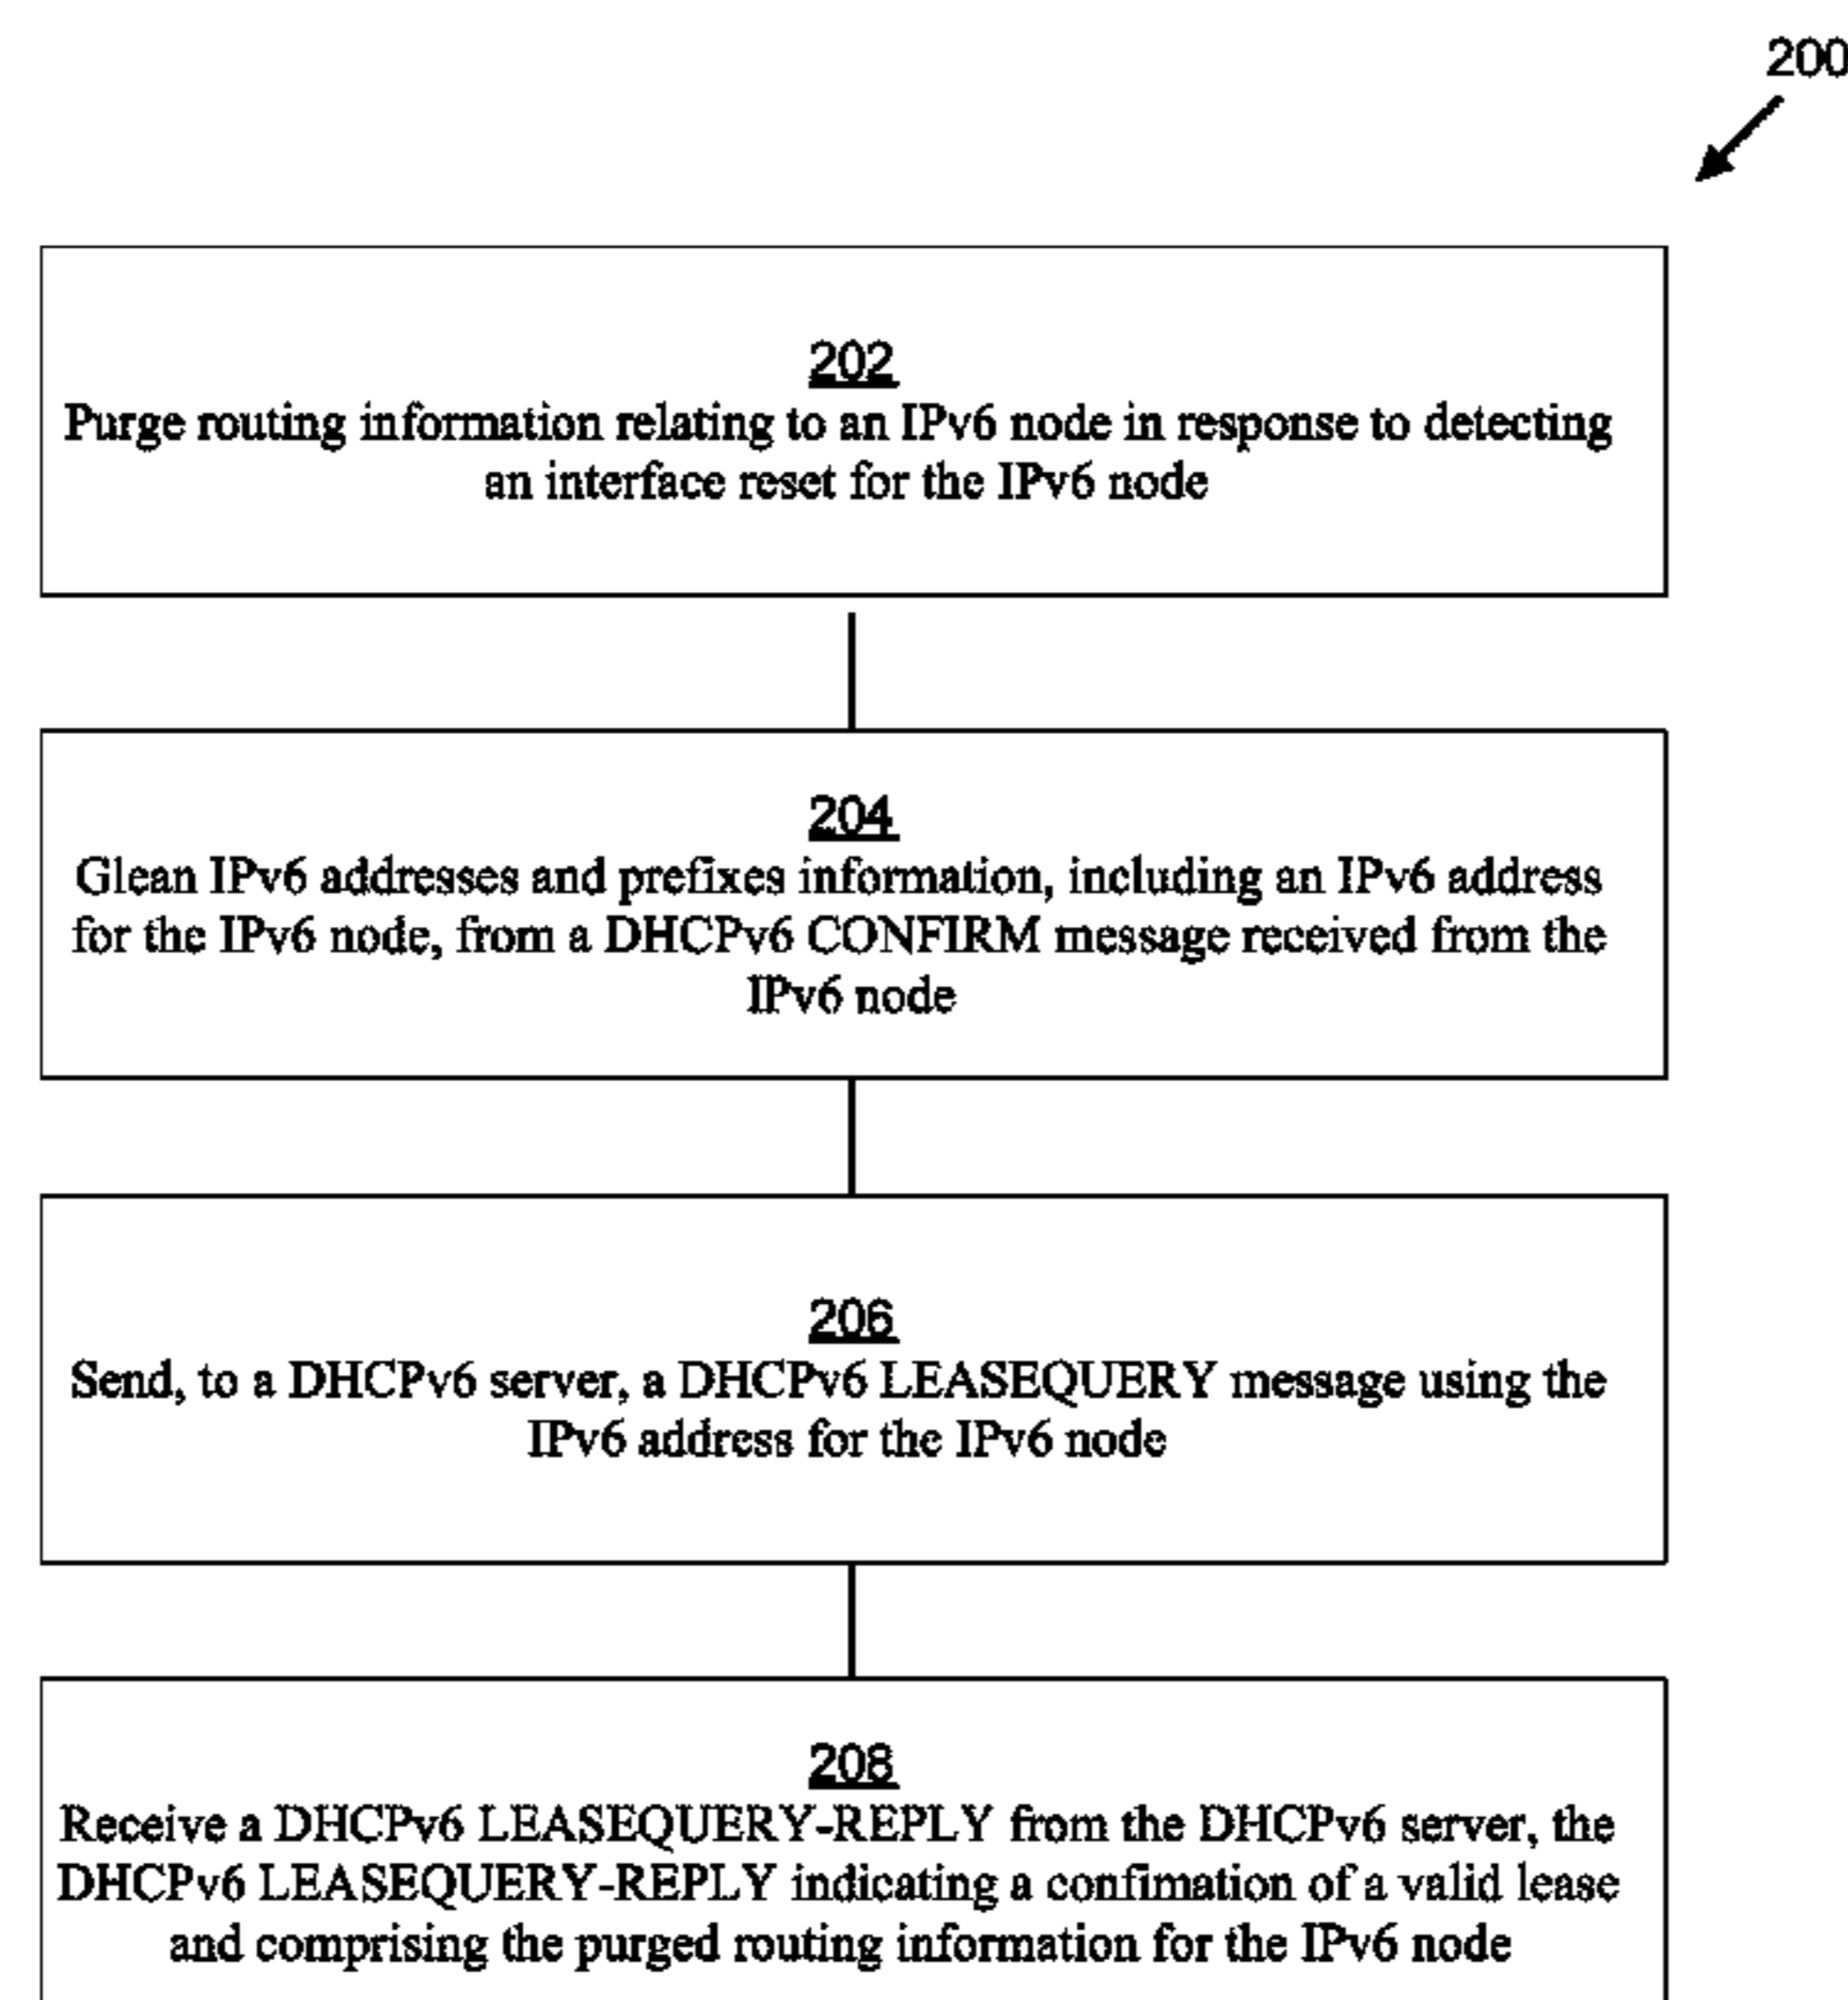 200
202
Purge routing information relating to an IPv6 node in response to detecting
an interface reset for the IPv6 node
204
Glean IPv6 addresses and prefixes information, including an IPv6 address
for the IPv6 node, from a DHCPv6 CONFIRM message received from the
IPv6 node
206
Send, to a DHCPv6 server, a DHCPv6 LEASEQUERY message using the
IPv6 address for the IPv6 node
208
Receive a DHCPv6 LEASEQUERY-REPLY from the DHCPv6 server, the
DHCPv6 LEASEQUERY-REPLY indicating a confimation of a valid lease
and comprising the purged routing information for the IPv6 node